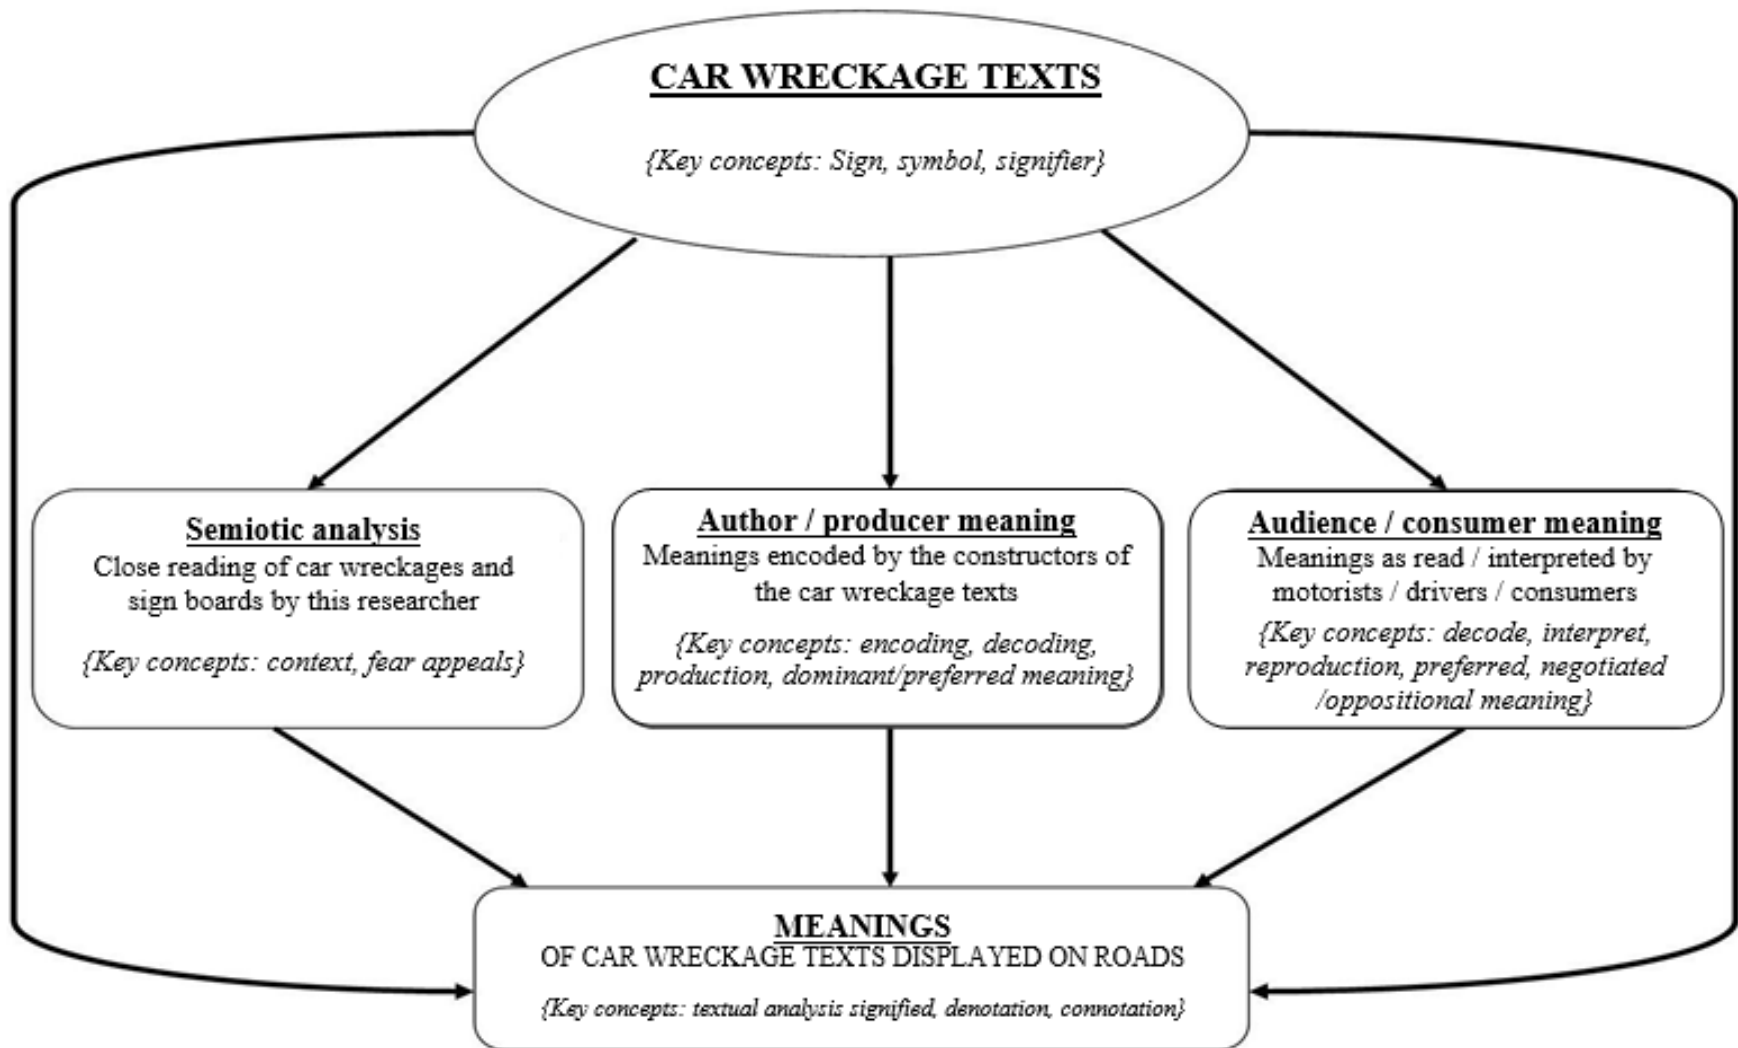 CAR WRECKAGE TEXTS
{Key concepts: Sign, symbol, signifier}
Semiotic analysis
Close reading of car wreckages and
sign boards by this researcher
{Key concepts: context, fear appeals}
Author / producer meaning
Meanings encoded by the constructors of
the car wreckage texts
{Key concepts: encoding, decoding,
production, dominant/preferred meaning}
Audience / consumer meaning
Meanings as read / interpreted by
motorists / drivers / consumers
{Key concepts: decode, interpret,
reproduction, preferred, negotiated
/oppositional meaning}
MEANINGS
OF CAR WRECKAGE TEXTS DISPLAYED ON ROADS
{Key concepts: textual analysis signified, denotation, connotation}